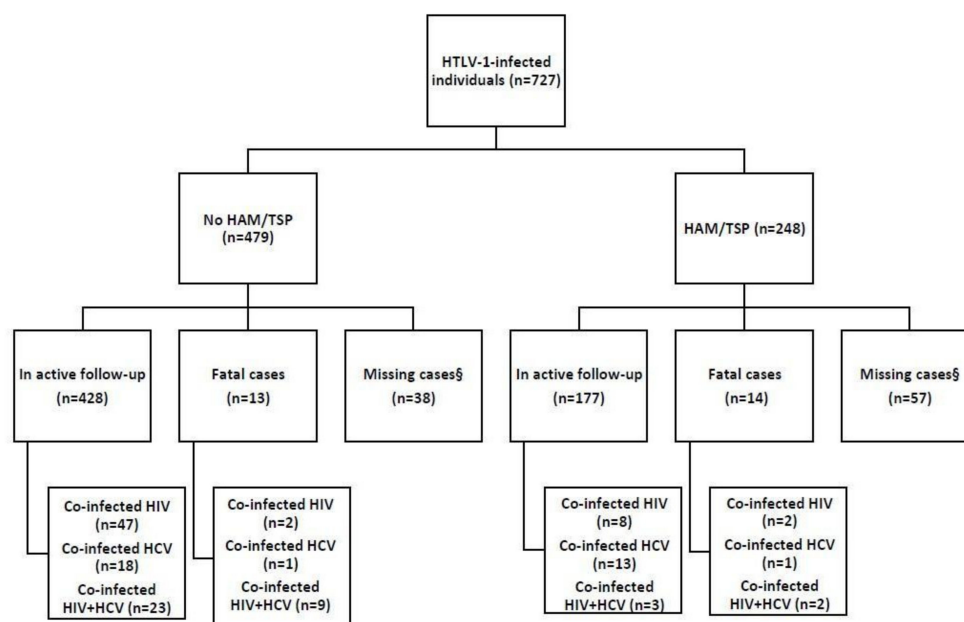 HTLV-1-infected
individuals (n=727)
No HAM/TSP
(n=479)
HAM/TSP (n=248)
In active follow-up
(n=428)
Fatal cases
(n=13)
Missing cases§
(n=38)
In active follow-up
(n=177)
Fatal cases
(n=14)
Missing cases§
(n=57)
Co-infected HIV
(n=47)
Co-infected HCV
(n=18)
Co-infected
HIV+HCV (n=23)
Co-infected HIV
(n=2)
Co-infected HCV
(n=1)
Co-infected
HIV+HCV (n=9)
Co-infected HIV
(n=8)
Co-infected HCV
(n=13)
Co-infected
HIV+HCV (n=3)
Co-infected HIV
(n=2)
Co-infected HCV
(n=1)
Co-infected
HIV+HCV (n=2)